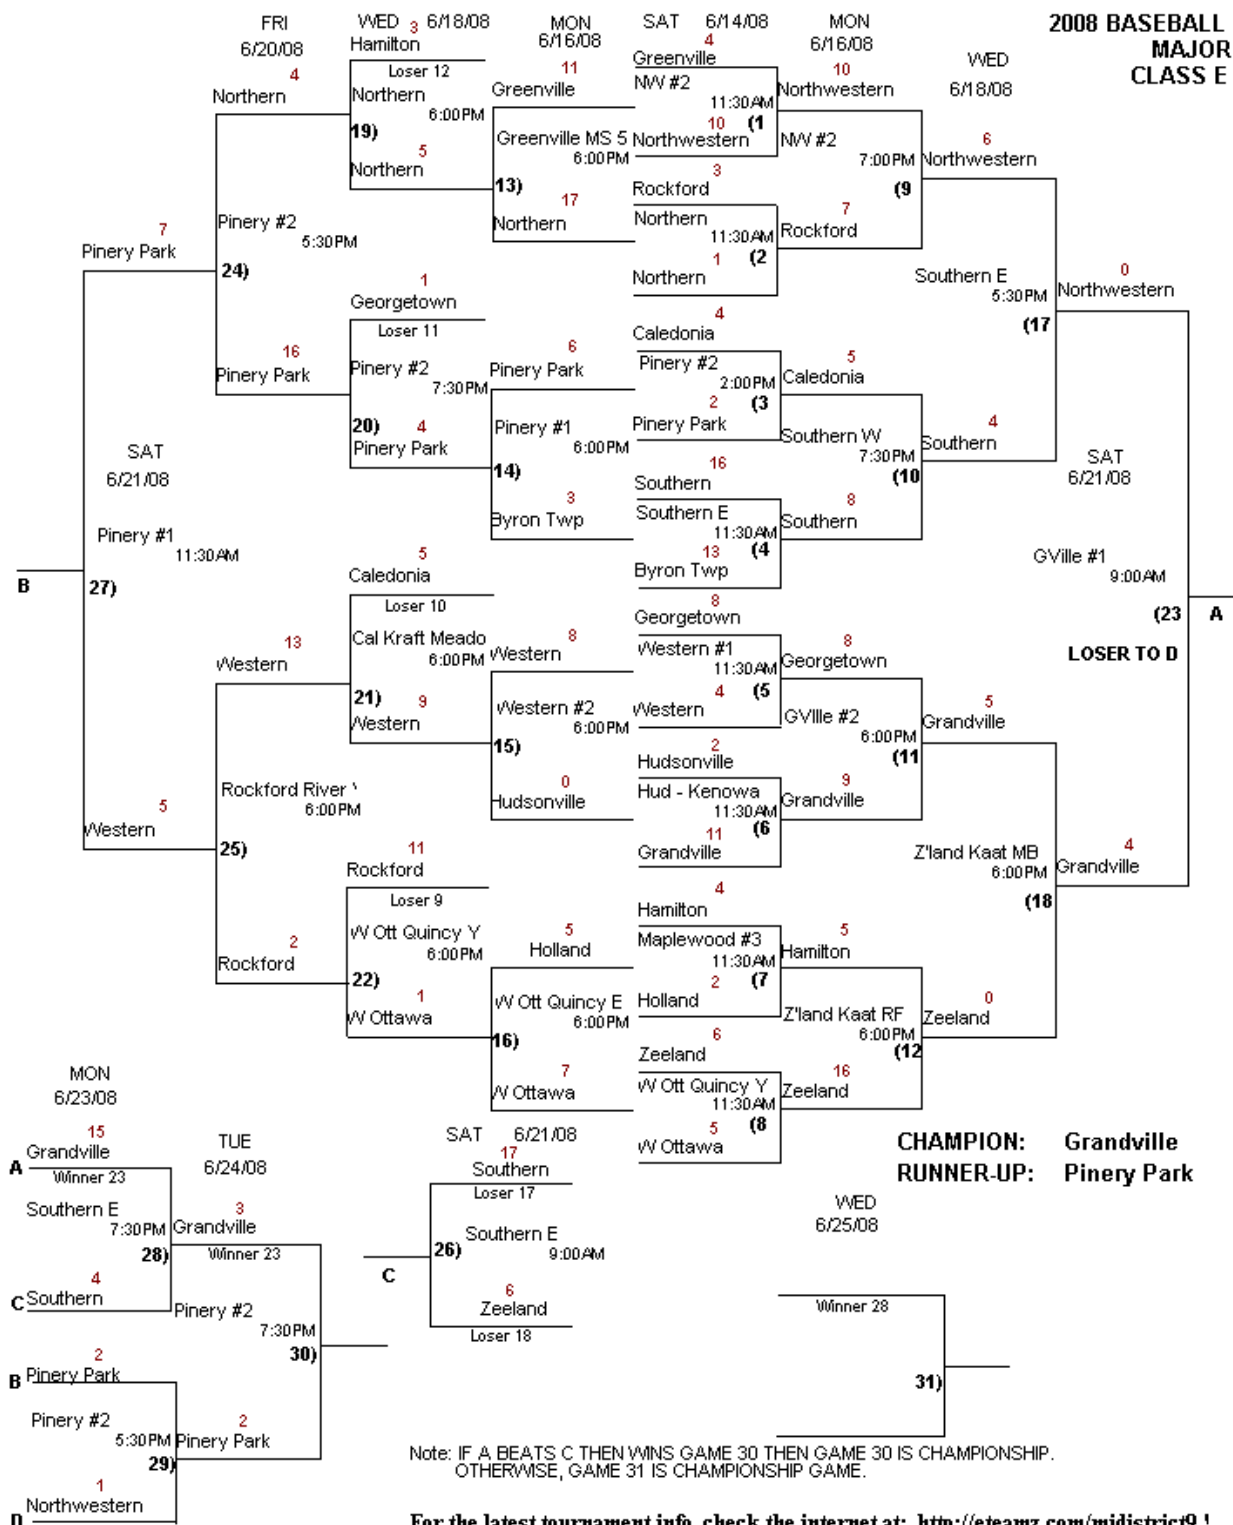 2008 BASEBALL
MAJOR
CLASS E
FRI
6/20/08
WED 6/18/08
MON
6/16/08
SAT 6/14/08
MON
6/16/08
WED
6/18/08
3
Hamilton
Loser 12
4
Northern
Northern
6:00PM
19)
5
Northern
11
Greenville
Greenville MS 5
6:00PM
13)
17
Northern
4
Greenville
NW #2
11:30AM
(1
10
Northwestern
3
Rockford
Northern
11:30AM
(2
1
Northern
10
Northwestern
NW #2
7:00PM
(9
7
Rockford
6
Northwestern
Southern E
5:30PM
(17
0
Northwestern
7
Pinery Park
Pinery #2
5:30PM
24)
16
Pinery Park
1
Georgetown
Loser 11
Pinery #2
7:30PM
20)
4
Pinery Park
6
Pinery Park
Pinery #1
6:00PM
14)
3
Byron Twp
4
Caledonia
Pinery #2
2:00PM
(3
2
Pinery Park
16
Southern
Southern E
11:30AM
(4
13
Byron Twp
5
Caledonia
Southern W
7:30PM
(10
8
Southern
4
Southern
SAT
6/21/08
GVille #1
9:00AM
(23
A
LOSER TO D
SAT
6/21/08
Pinery #1
11:30AM
B
27)
5
Caledonia
Loser 10
13
Western
Cal Kraft Meado
6:00PM
21)
9
Western
8
Western
Western #2
6:00PM
15)
0
Hudsonville
8
Georgetown
Western #1
11:30AM
(5
4
Western
2
Hudsonville
Hud - Kenowa
11:30AM
(6
11
Grandville
8
Georgetown
GVIlle #2
6:00PM
(11
9
Grandville
5
Grandville
Z'land Kaat MB
6:00PM
(18
4
Grandville
5
Western
Rockford River
6:00PM
25)
2
Rockford
11
Rockford
Loser 9
W Ott Quincy Y
6:00PM
22)
1
W Ottawa
5
Holland
W Ott Quincy E
6:00PM
16)
7
W Ottawa
4
Hamilton
Maplewood #3
11:30AM
(7
2
Holland
6
Zeeland
W Ott Quincy Y
11:30AM
(8
5
W Ottawa
5
Hamilton
Z'land Kaat RF
6:00PM
(12
16
Zeeland
0
Zeeland
CHAMPION: Grandville
RUNNER-UP: Pinery Park
MON
6/23/08
15
Grandville
A
Winner 23
Southern E
7:30PM
28)
4
C Southern
TUE
6/24/08
3
Grandville
Winner 23
Pinery #2
7:30PM
30)
2
B Pinery Park
Pinery #2
5:30PM
29)
2
Pinery Park
1
Northwestern
D
SAT 6/21/08
17
Southern
Loser 17
26)
Southern E
9:00AM
C
6
Zeeland
Loser 18
WED
6/25/08
Winner 28
31)
Note: IF A BEATS C THEN WINS GAME 30 THEN GAME 30 IS CHAMPIONSHIP.
OTHERWISE, GAME 31 IS CHAMPIONSHIP GAME.
For the latest tournament info, check the internet at: http://eteamz.com/midistrict9 !